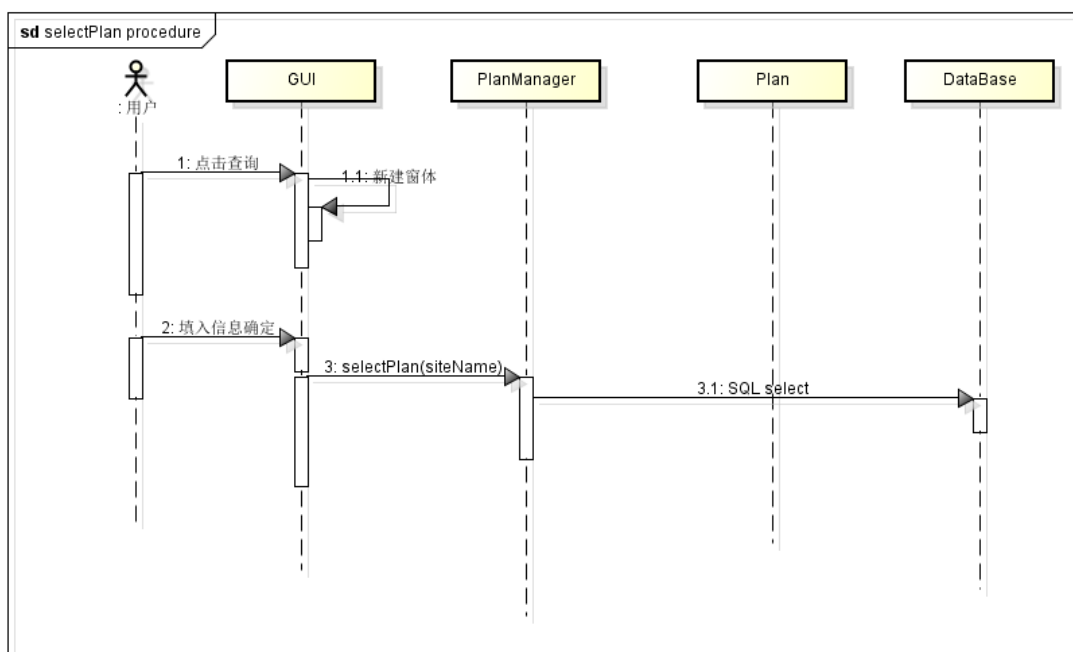 sd selectPlan procedure
GUI
PlanManager
Plan
DataBase
: 用户
1: 点击查询
1.1: 新建窗体
2: 填入信息确定
3: selectPlan(siteName)
3.1: SQL select